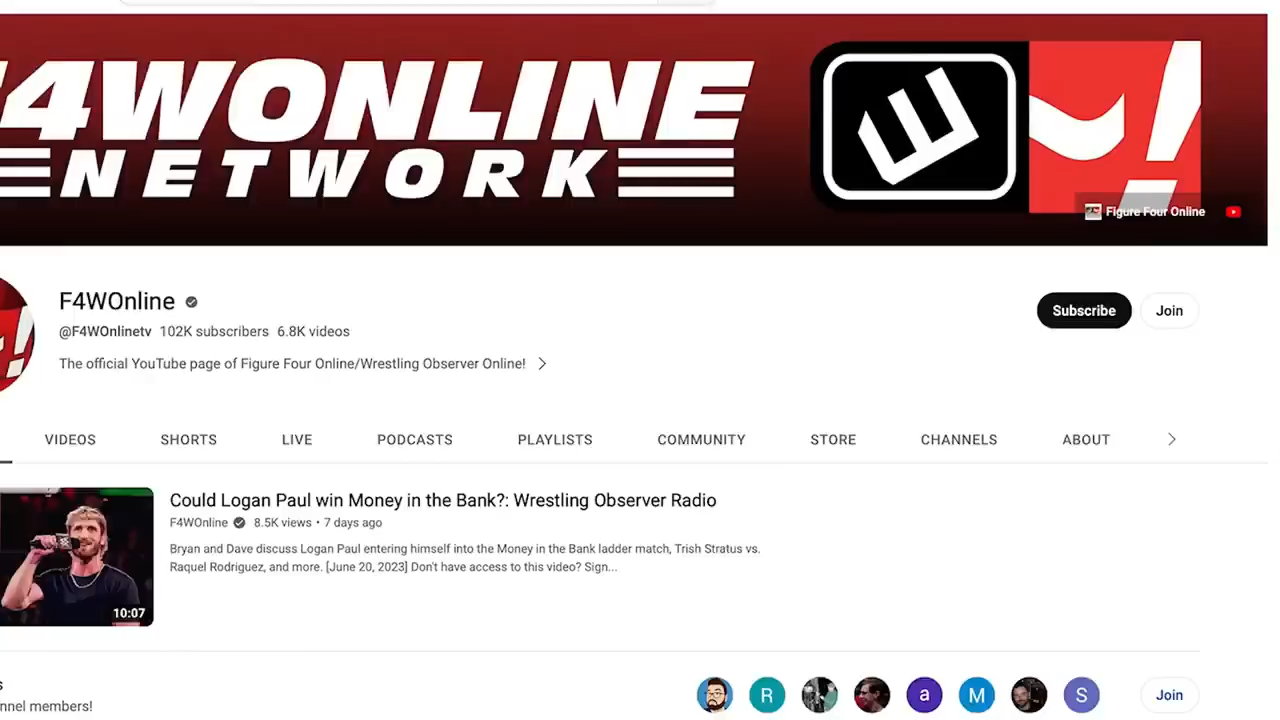 F4WONLINE
NETWORK
Figure Four Online
F4WOnline
@F4WOnlinetv 102K subscribers 6.8K videos
Subscribe
Join
The official YouTube page of Figure Four Online/Wrestling Observer Online!
VIDEOS SHORTS LIVE PODCASTS PLAYLISTS COMMUNITY STORE CHANNELS ABOUT
Could Logan Paul win Money in the Bank?: Wrestling Observer Radio
F4WOnline 8.5K views • 7 days ago
Bryan and Dave discuss Logan Paul entering himself into the Money in the Bank ladder match, Trish Stratus vs.
Raquel Rodriguez, and more. [June 20, 2023] Don't have access to this video? Sign...
10:07
R a M S
Join
nnel members!